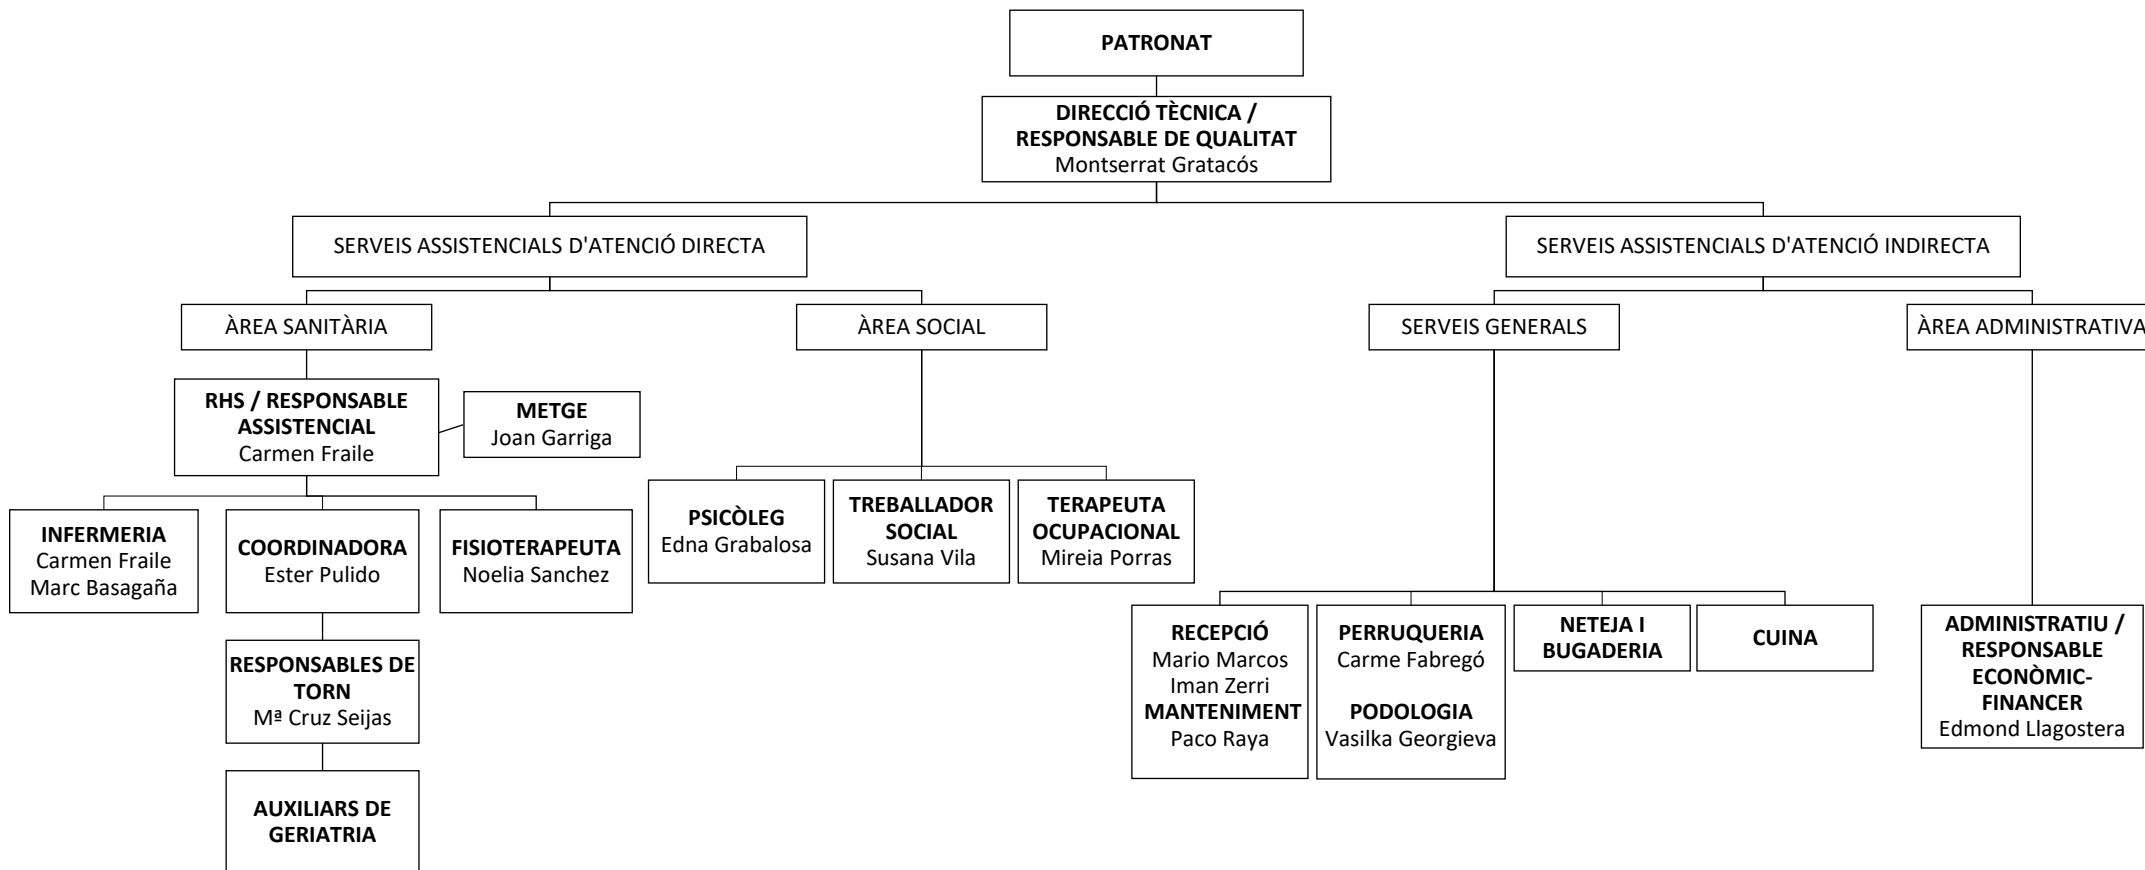 PATRONAT
DIRECCIÓ TÈCNICA /
RESPONSABLE DE QUALITAT
Montserrat Gratacós
SERVEIS ASSISTENCIALS D'ATENCIÓ DIRECTA
SERVEIS ASSISTENCIALS D'ATENCIÓ INDIRECTA
ÀREA SANITÀRIA
ÀREA SOCIAL
SERVEIS GENERALS
ÀREA ADMINISTRATIVA
RHS / RESPONSABLE
ASSISTENCIAL
Carmen Fraile
METGE
Joan Garriga
INFERMERIA
Carmen Fraile
Marc Basagaña
COORDINADORA
Ester Pulido
FISIOTERAPEUTA
Noelia Sanchez
PSICÒLEG
Edna Grabalosa
TREBALLADOR
SOCIAL
Susana Vila
TERAPEUTA
OCUPACIONAL
Mireia Porras
RESPONSABLES DE
TORN
Mª Cruz Seijas
AUXILIARS DE
GERIATRIA
RECEPCIÓ
Mario Marcos
Iman Zerri
MANTENIMENT
Paco Raya
PERRUQUERIA
Carme Fabregó
PODOLOGIA
Vasilka Georgieva
NETEJA I
BUGADERIA
CUINA
ADMINISTRATIU /
RESPONSABLE
ECONÒMIC-
FINANCER
Edmond Llagostera